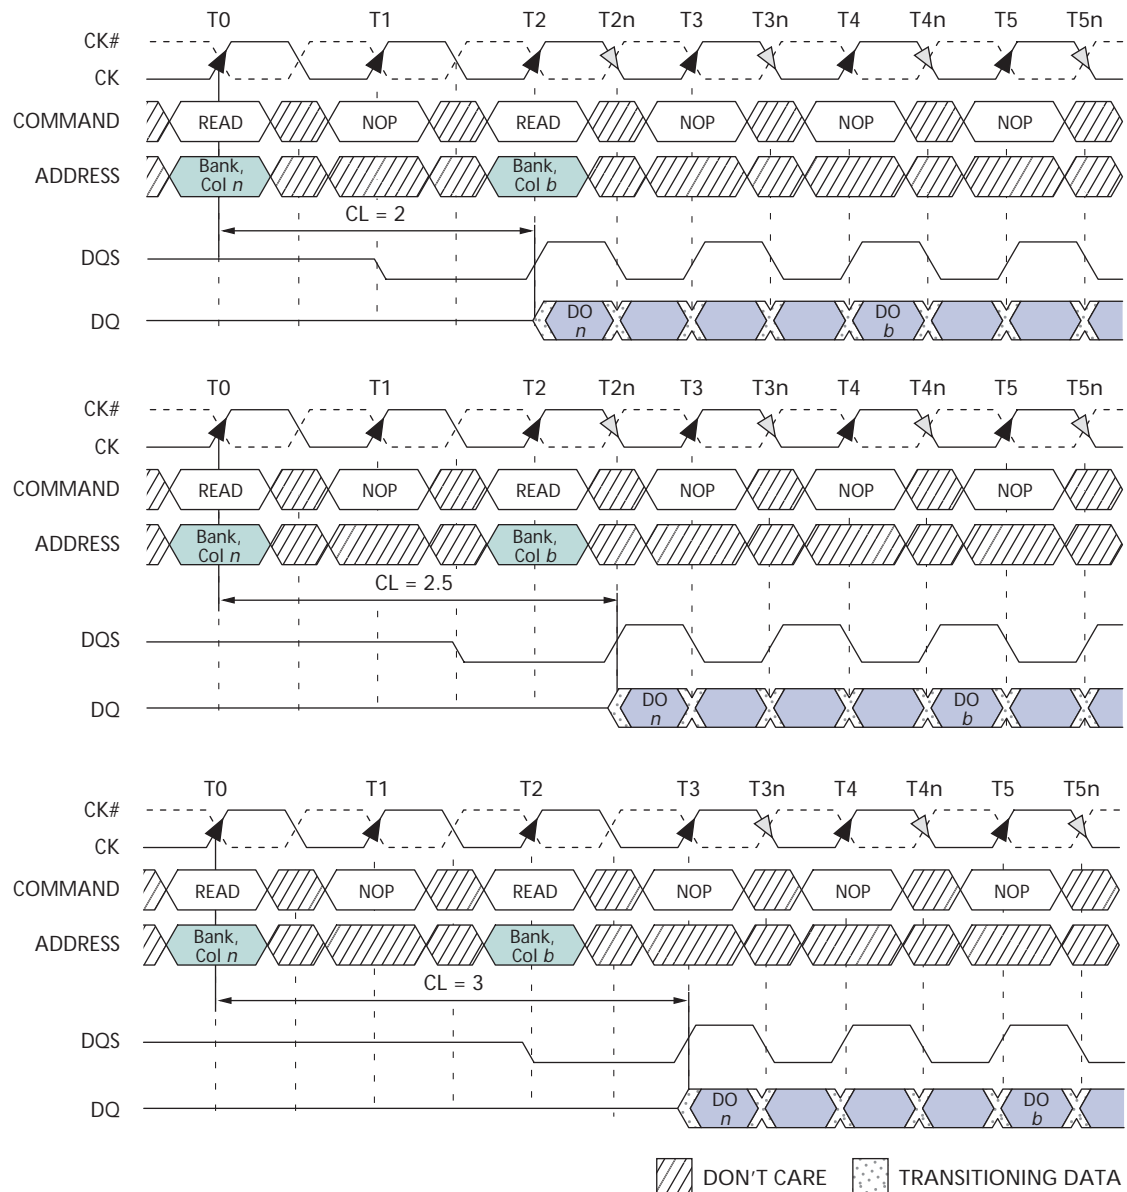 T0 T1 T2 T2n T3 T3n T4 T4n T5 T5n
CK#
CK
COMMAND READ NOP READ NOP NOP NOP
ADDRESS Bank, Col n Bank, Col b
CL = 2
DQS
DQ DO n DO b
T0 T1 T2 T2n T3 T3n T4 T4n T5 T5n
CK#
CK
COMMAND READ NOP READ NOP NOP NOP
ADDRESS Bank, Col n Bank, Col b
CL = 2.5
DQS
DQ DO n DO b
T0 T1 T2 T3 T3n T4 T4n T5 T5n
CK#
CK
COMMAND READ NOP READ NOP NOP NOP
ADDRESS Bank, Col n Bank, Col b
CL = 3
DQS
DQ DO n DO b
DON'T CARE TRANSITIONING DATA